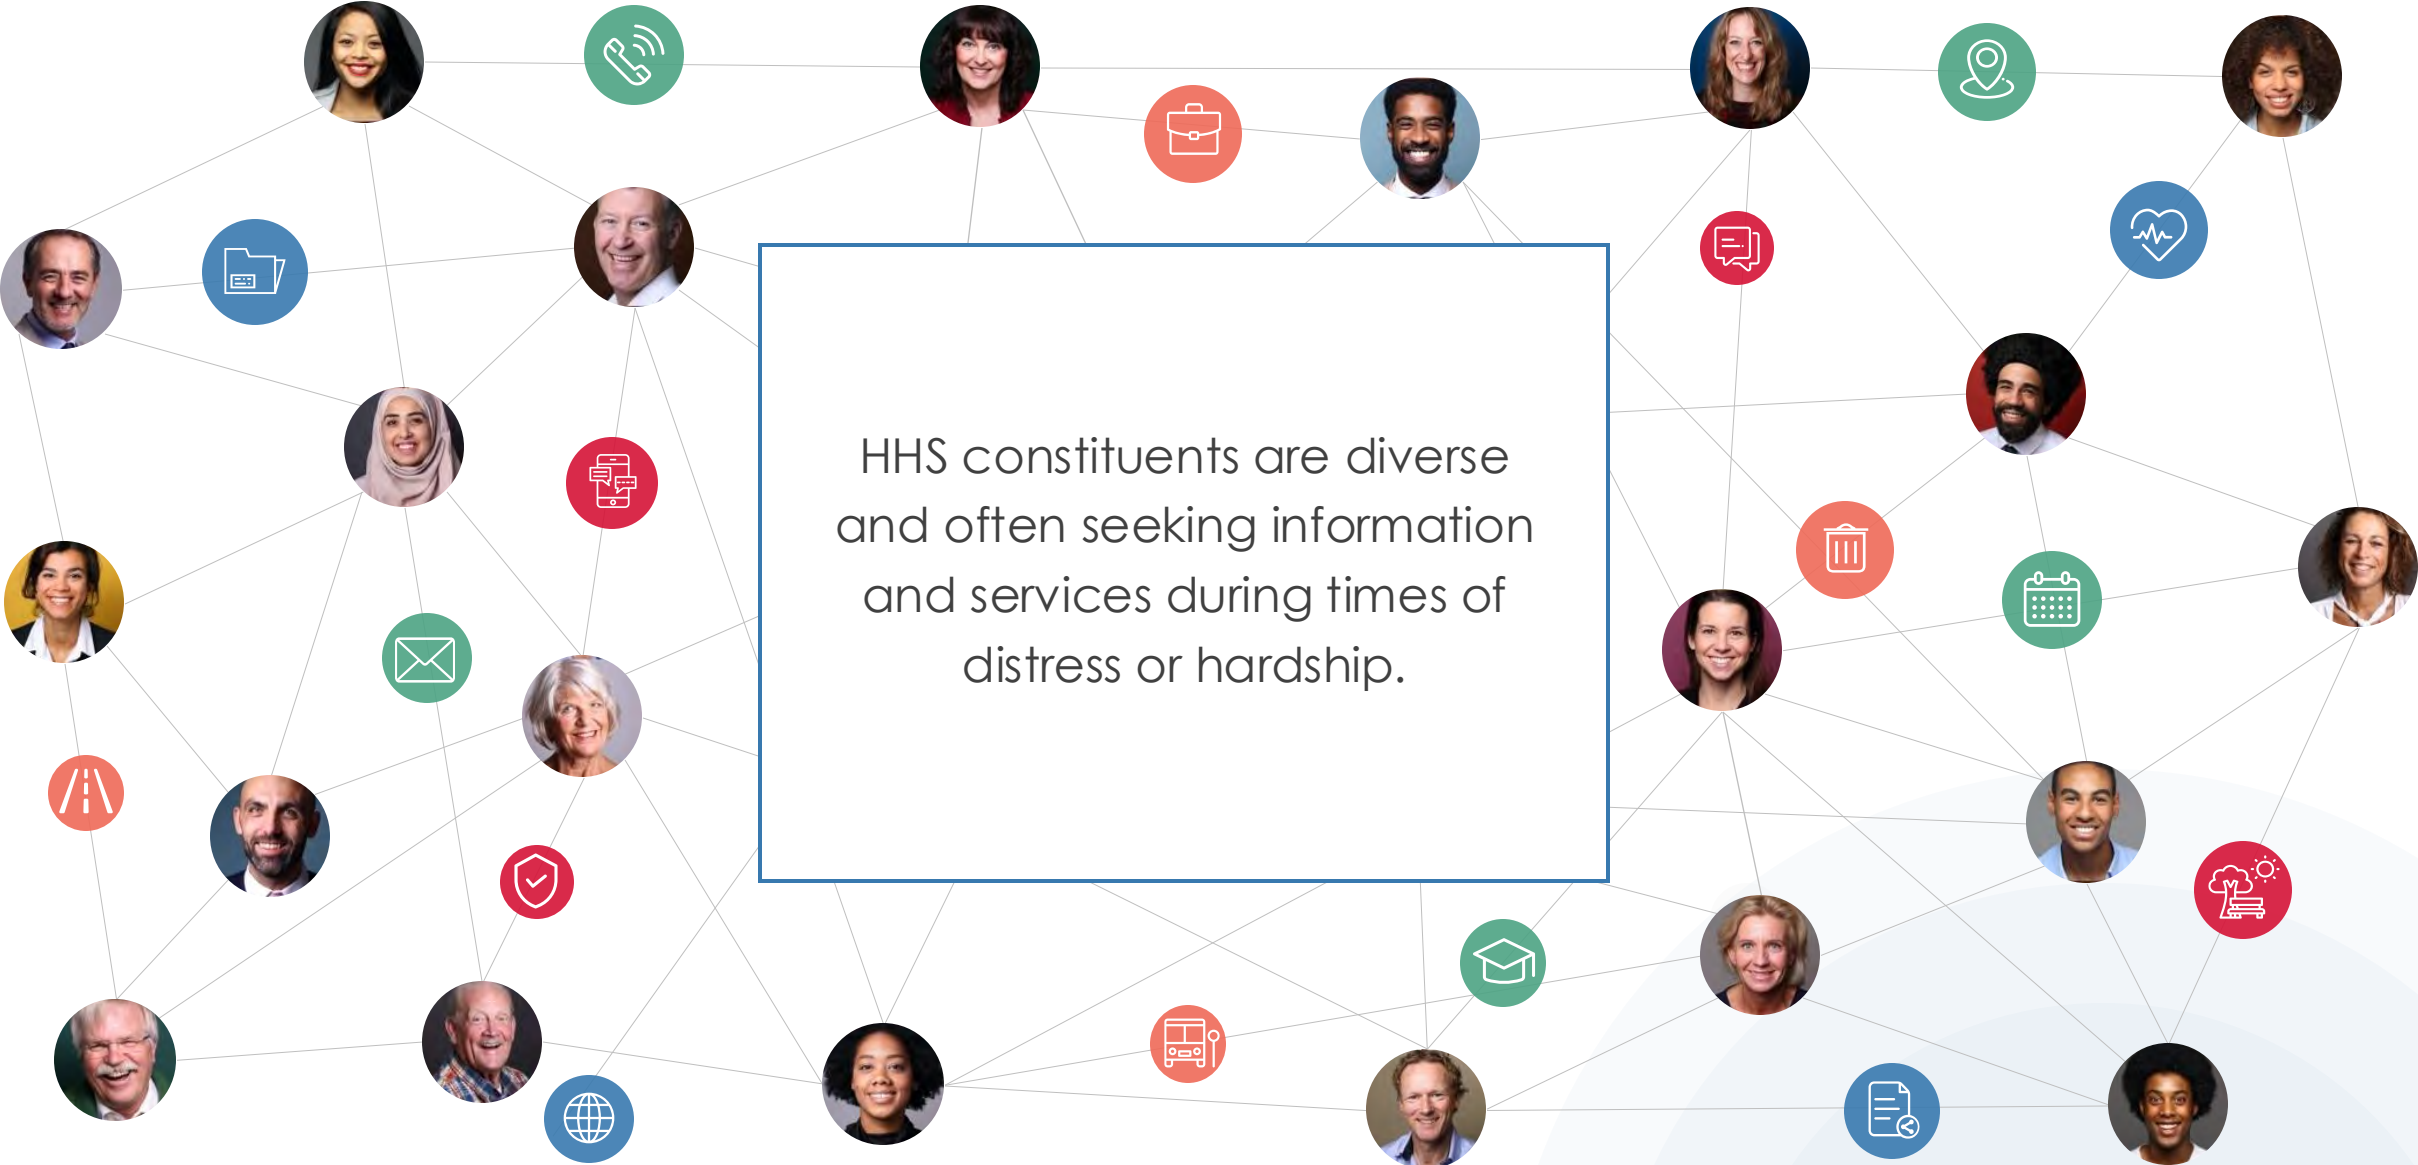 HHS constituents are diverse
and often seeking information
and services during times of
distress or hardship.